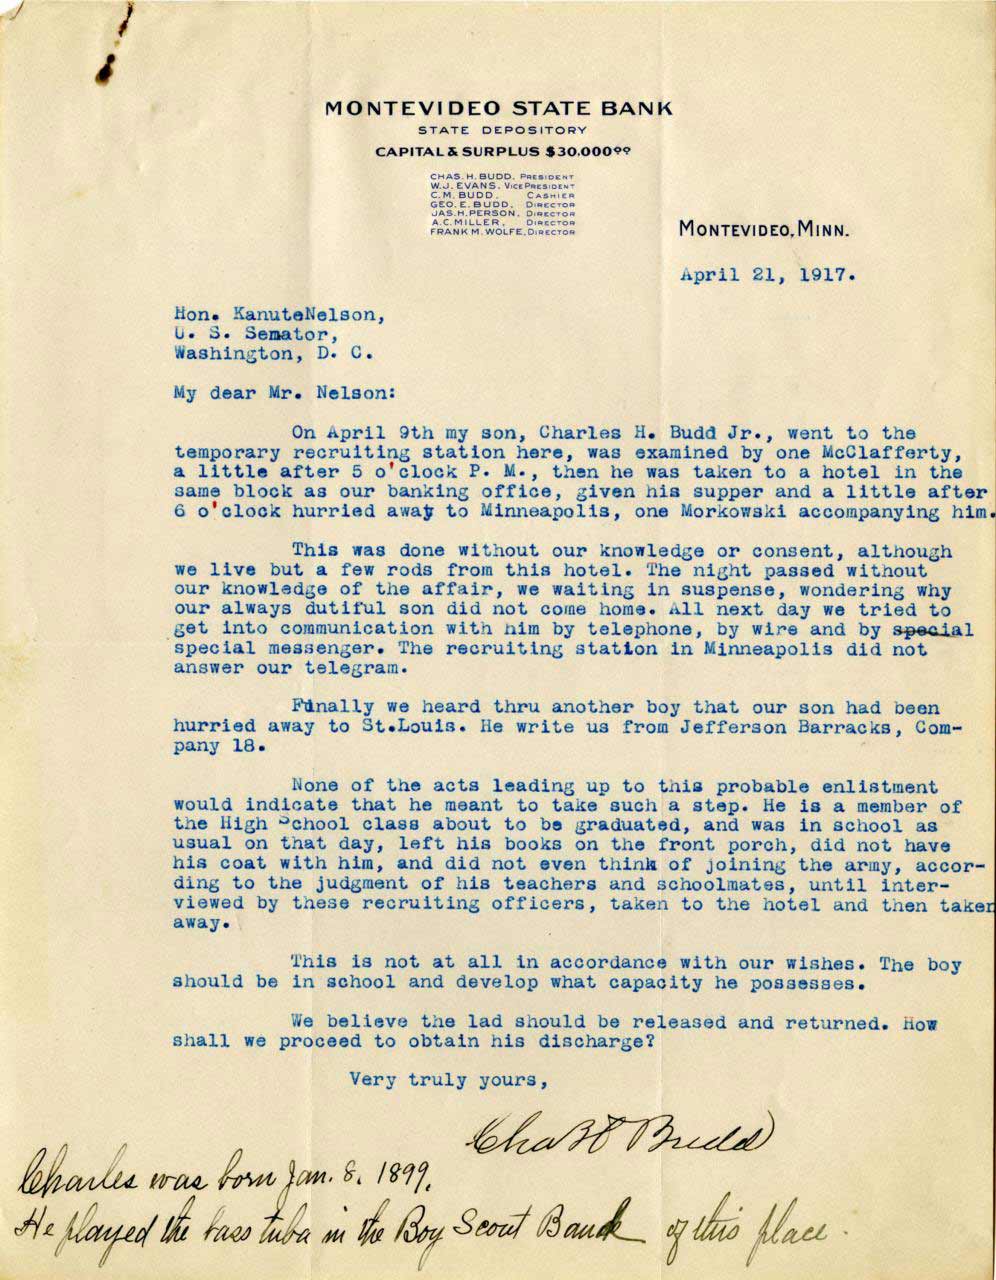 MONTEVIDEO STATE BANK
STATE DEPOSITORY
CAPITAL & SURPLUS $30,000⁰⁰
CHAS. H. BUDD, PRESIDENT
W. J. EVANS, VICE PRESIDENT
C. M. BUDD, CASHIER
GEO. E. BUDD, DIRECTOR
JAS. H. PERSON, DIRECTOR
A. C. MILLER, DIRECTOR
FRANK M. WOLFE, DIRECTOR
MONTEVIDEO, MINN.
April 21, 1917.
Hon. KanuteNelson,
U. S. Semator,
Washington, D. C.
My dear Mr. Nelson:
On April 9th my son, Charles H. Budd Jr., went to the
temporary recruiting station here, was examined by one McClafferty,
a little after 5 o'clock P. M., then he was taken to a hotel in the
same block as our banking office, given his supper and a little after
6 o'clock hurried away to Minneapolis, one Morkowski accompanying him.
This was done without our knowledge or consent, although
we live but a few rods from this hotel. The night passed without
our knowledge of the affair, we waiting in suspense, wondering why
our always dutiful son did not come home. All next day we tried to
get into communication with him by telephone, by wire and by special
special messenger. The recruiting station in Minneapolis did not
answer our telegram.
Finally we heard thru another boy that our son had been
hurried away to St.Louis. He write us from Jefferson Barracks, Com-
pany 18.
None of the acts leading up to this probable enlistment
would indicate that he meant to take such a step. He is a member of
the High School class about to be graduated, and was in school as
usual on that day, left his books on the front porch, did not have
his coat with him, and did not even think of joining the army, accor-
ding to the judgment of his teachers and schoolmates, until inter-
viewed by these recruiting officers, taken to the hotel and then taken
away.
This is not at all in accordance with our wishes. The boy
should be in school and develop what capacity he possesses.
We believe the lad should be released and returned. How
shall we proceed to obtain his discharge?
Very truly yours,
Chas H Budd
Charles was born Jan. 8, 1899.
He played the bass tuba in the Boy Scout Band of this place.